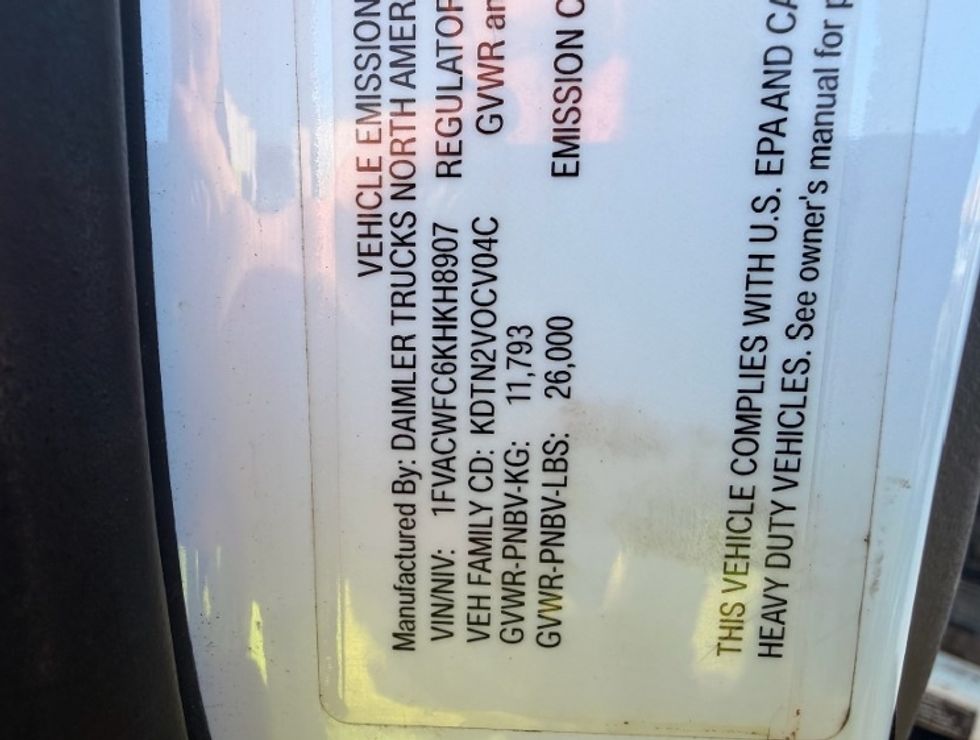 VEHICLE EMISSION
Manufactured By: DAIMLER TRUCKS NORTH AMER
VIN/NIV: 1FVACWFC6KHKH8907 REGULATOR
VEH FAMILY CD: KDTN2VOCV04C GVWR an
GVWR-PNBV-KG: 11,793
GVWR-PNBV-LBS: 26,000 EMISSION C
THIS VEHICLE COMPLIES WITH U.S. EPA AND CA
HEAVY DUTY VEHICLES. See owner's manual for p